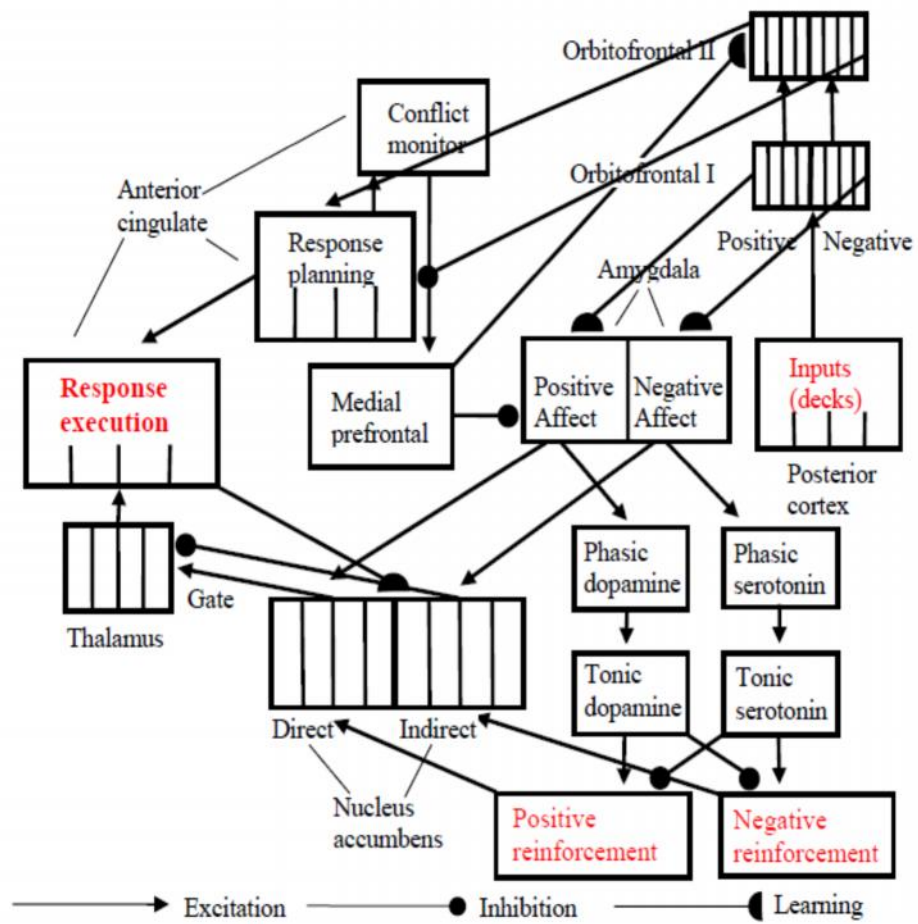 Orbitofrontal II
Conflict
monitor
Orbitofrontal I
Anterior
cingulate
Response
planning
Positive
Negative
Amygdala
Response
execution
Medial
prefrontal
Positive
Affect
Negative
Affect
Inputs
(decks)
Posterior
cortex
Phasic
dopamine
Phasic
serotonin
Gate
Thalamus
Tonic
dopamine
Tonic
serotonin
Direct
Indirect
Nucleus
accumbens
Positive
reinforcement
Negative
reinforcement
Excitation
Inhibition
Learning